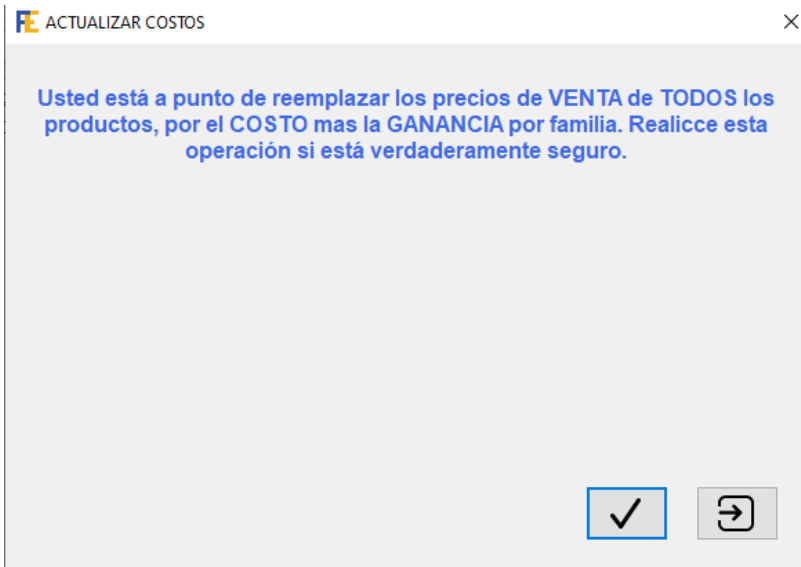 FE ACTUALIZAR COSTOS
Usted está a punto de reemplazar los precios de VENTA de TODOS los
productos, por el COSTO mas la GANANCIA por familia. Realicce esta
operación si está verdaderamente seguro.